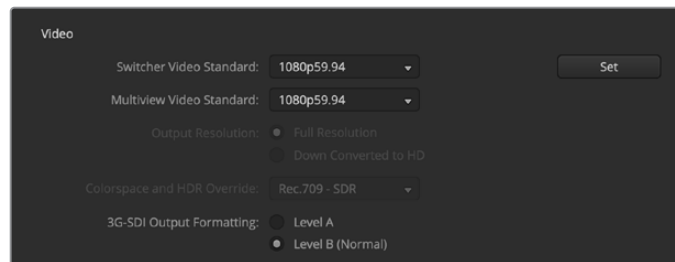 Video
Switcher Video Standard: 1080p59.94 Set
Multiview Video Standard: 1080p59.94
Output Resolution: Full Resolution
Down Converted to HD
Colorspace and HDR Override: Rec.709 - SDR
3G-SDI Output Formatting: Level A
Level B (Normal)